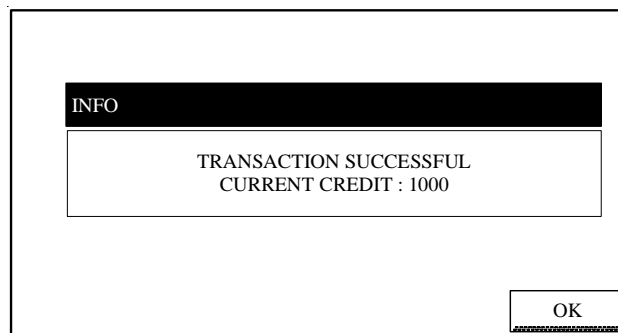 INFO
TRANSACTION SUCCESSFUL
CURRENT CREDIT : 1000
OK